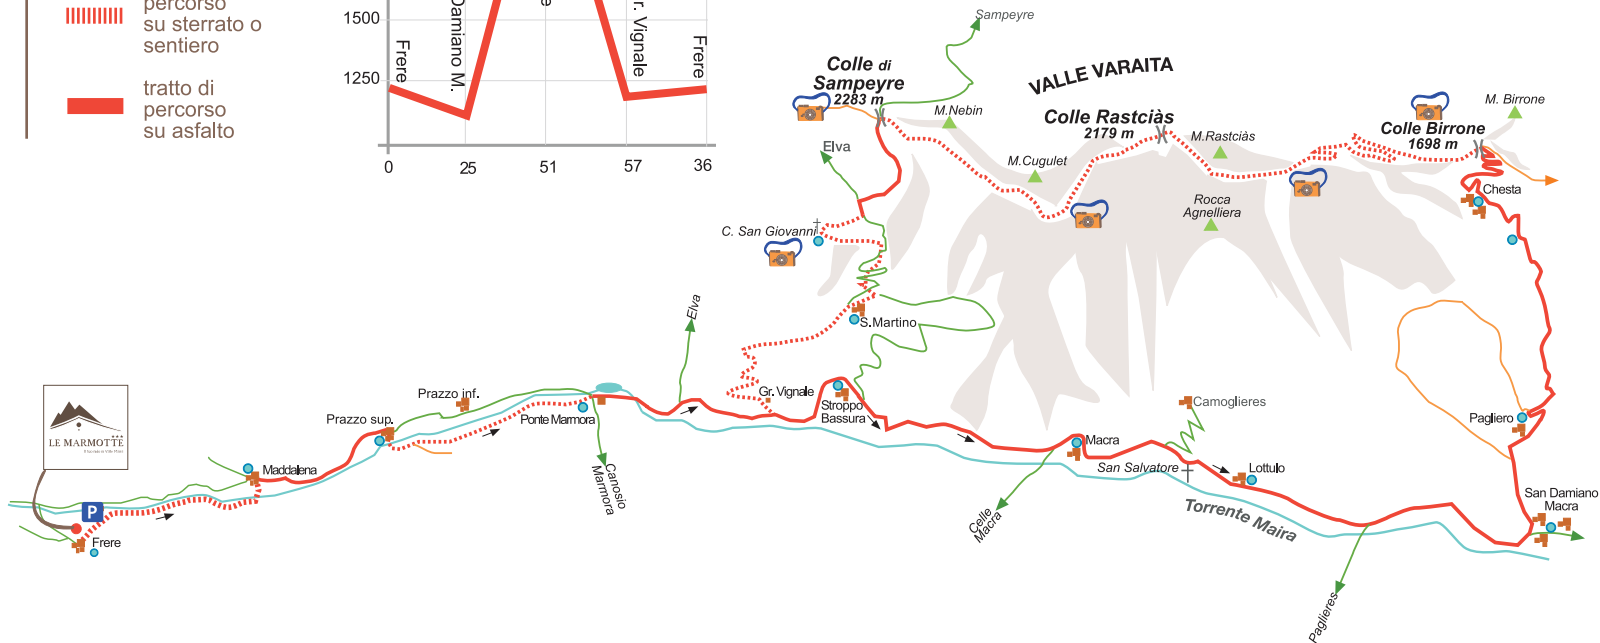 percorso
su sterrato o
sentiero
tratto di
percorso
su asfalto
1500
1250
Frere
Damiano M.
e
r. Vignale
Frere
0
25
51
57
36
Sampeyre
Colle di
Sampeyre
2283 m
VALLE VARAITA
M.Nebin
Colle Rastciàs
2179 m
M.Rastciàs
M. Birrone
Colle Birrone
1698 m
Elva
M.Cugulet
Rocca
Agnelliera
Chesta
C. San Giovanni
Elva
S.Martino
Gr. Vignale
Stroppo
Bassura
Prazzo inf.
Prazzo sup.
Ponte Marmora
Canosio
Marmora
LE MARMOTTE
Maddalena
P
Frere
Camoglieres
Macra
San Salvatore
Lottulo
Celle
Macra
Torrente Maira
Pagliero
San Damiano
Macra
Paglieres